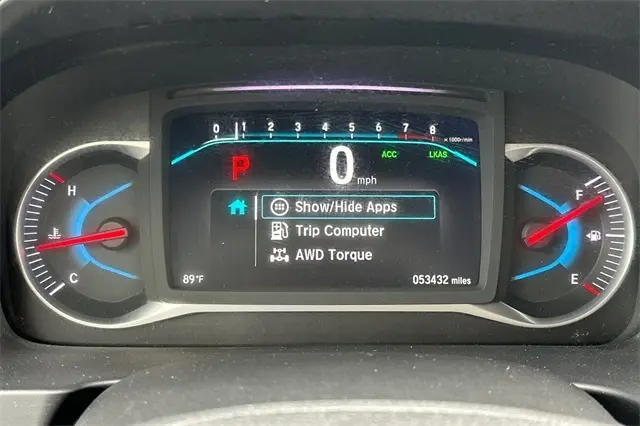 0 1 2 3 4 5 6 7 8 ×1000r/min
P 0 mph ACC LKAS
H
C
Show/Hide Apps
Trip Computer
AWD Torque
89°F
053432 miles
F
E